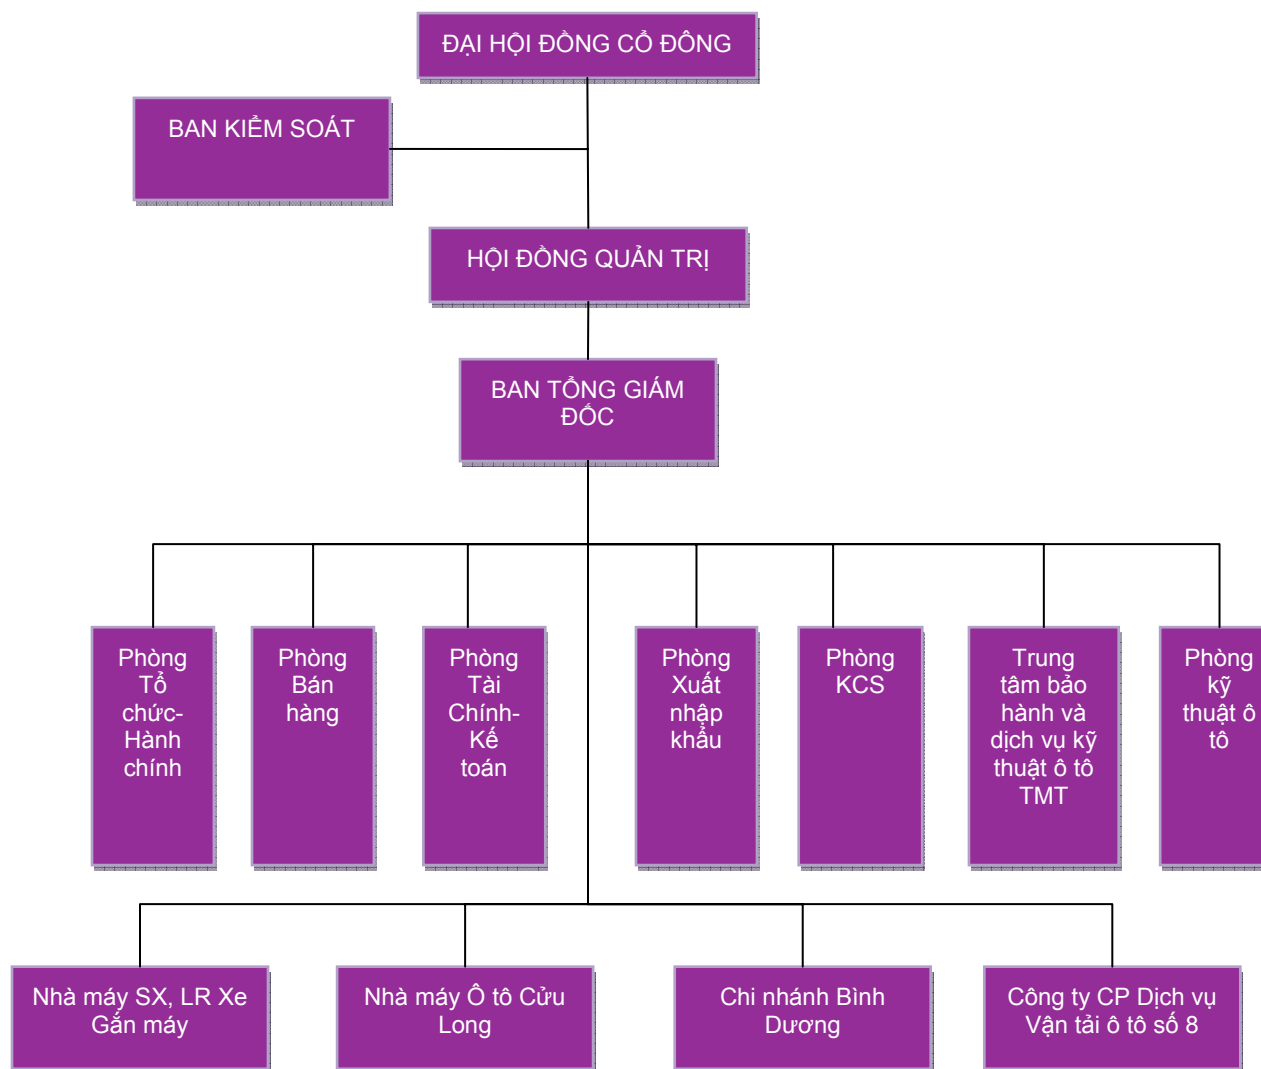 ĐẠI HỘI ĐỒNG CỔ ĐÔNG
BAN KIỂM SOÁT
HỘI ĐỒNG QUẢN TRỊ
BAN TỔNG GIÁM
ĐỐC
Phòng
Tổ
chức-
Hành
chính
Phòng
Bán
hàng
Phòng
Tài
Chính-
Kế
toán
Phòng
Xuất
nhập
khẩu
Phòng
KCS
Trung
tâm bảo
hành và
dịch vụ kỹ
thuật ô tô
TMT
Phòng
kỹ
thuật ô
tô
Nhà máy SX, LR Xe
Gắn máy
Nhà máy Ô tô Cửu
Long
Chi nhánh Bình
Dương
Công ty CP Dịch vụ
Vận tải ô tô số 8